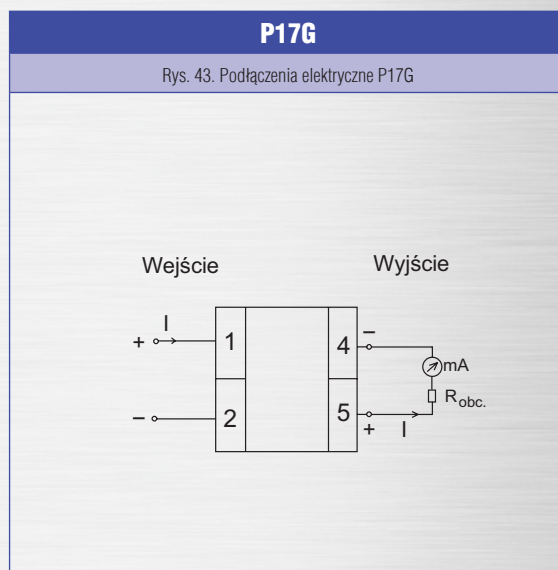 P17G
Rys. 43. Podłączenia elektryczne P17G
Wejście
Wyjście
I
+
1
4
−
mA
R obc.
− 
2
5
+
I